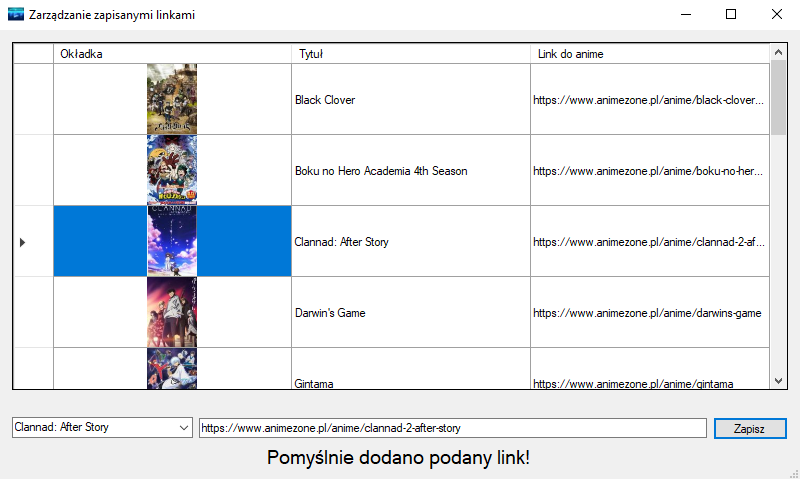 Zarządzanie zapisanymi linkami
Okładka Tytuł Link do anime
Black Clover https://www.animezone.pl/anime/black-clover...
Boku no Hero Academia 4th Season https://www.animezone.pl/anime/boku-no-her...
CLANNAD
Clannad: After Story https://www.animezone.pl/anime/clannad-2-af...
Darwin's Game https://www.animezone.pl/anime/darwins-game
Gintama https://www.animezone.pl/anime/gintama
Clannad: After Story https://www.animezone.pl/anime/clannad-2-after-story Zapisz
Pomyślnie dodano podany link!